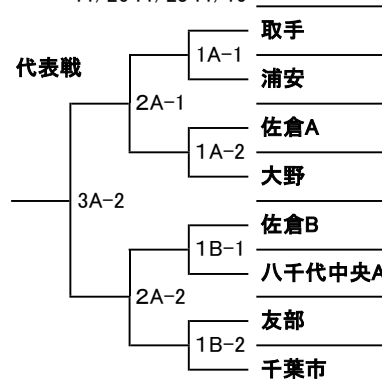 取手
1A-1
代表戦
浦安
2A-1
佐倉A
1A-2
大野
3A-2
佐倉B
1B-1
八千代中央A
2A-2
友部
1B-2
千葉市